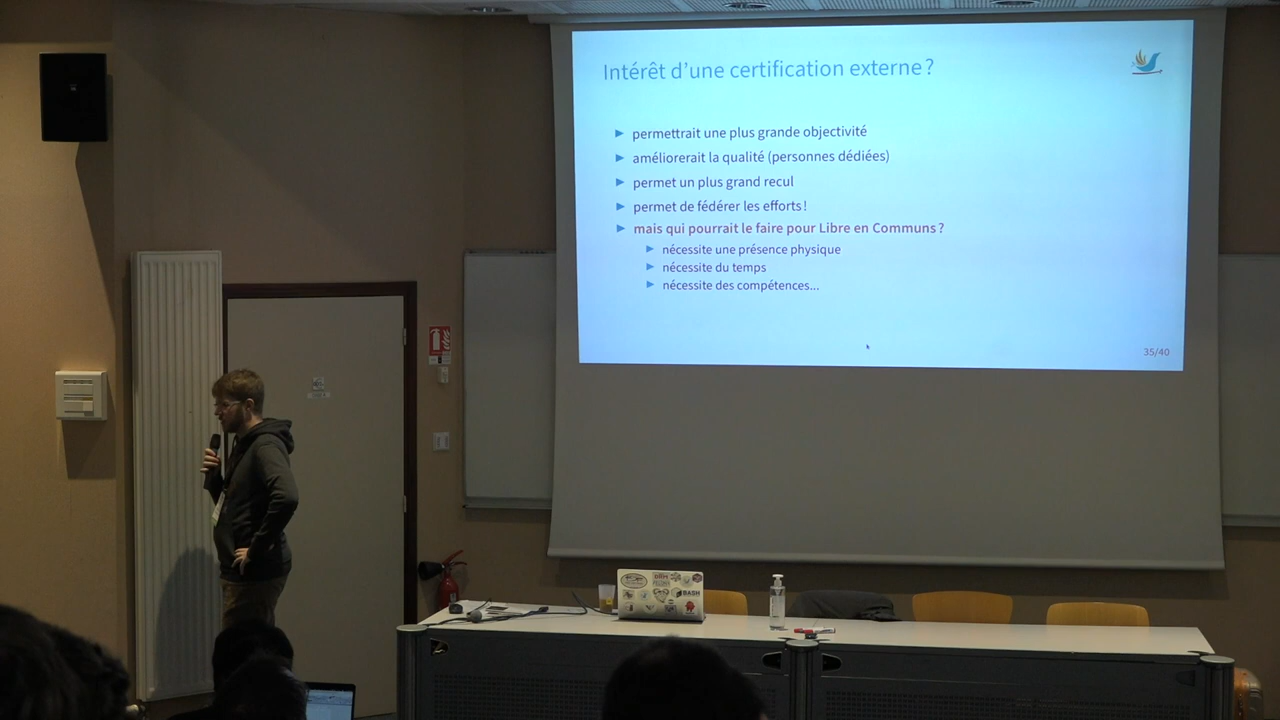 Intérêt d'une certification externe ?
permettrait une plus grande objectivité
améliorerait la qualité (personnes dédiées)
permet un plus grand recul
permet de fédérer les efforts !
mais qui pourrait le faire pour Libre en Communs ?
nécessite une présence physique
nécessite du temps
nécessite des compétences...
35/40
BASH